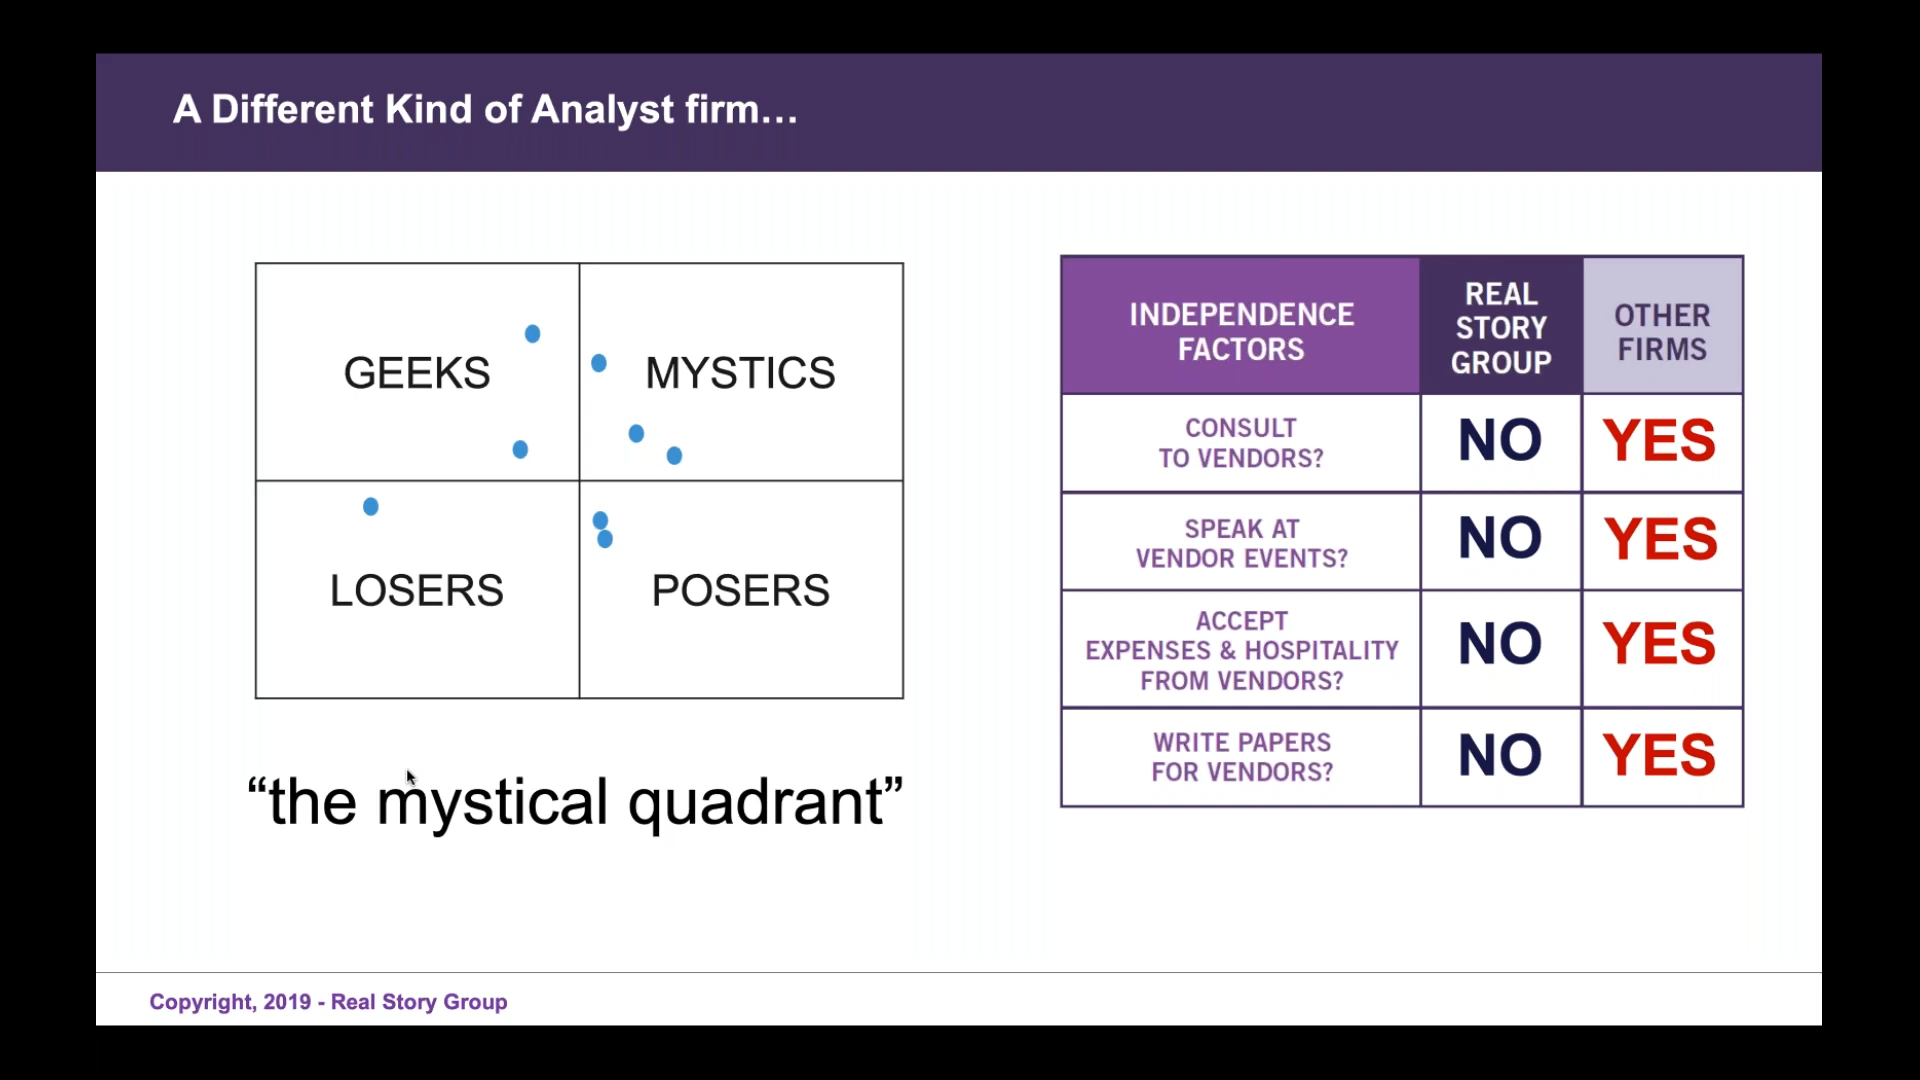 A Different Kind of Analyst firm...
GEEKS
MYSTICS
LOSERS
POSERS
“the mystical quadrant”
INDEPENDENCE
FACTORS
REAL
STORY
GROUP
OTHER
FIRMS
CONSULT
TO VENDORS?
NO
YES
SPEAK AT
VENDOR EVENTS?
NO
YES
ACCEPT
EXPENSES & HOSPITALITY
FROM VENDORS?
NO
YES
WRITE PAPERS
FOR VENDORS?
NO
YES
Copyright, 2019 - Real Story Group